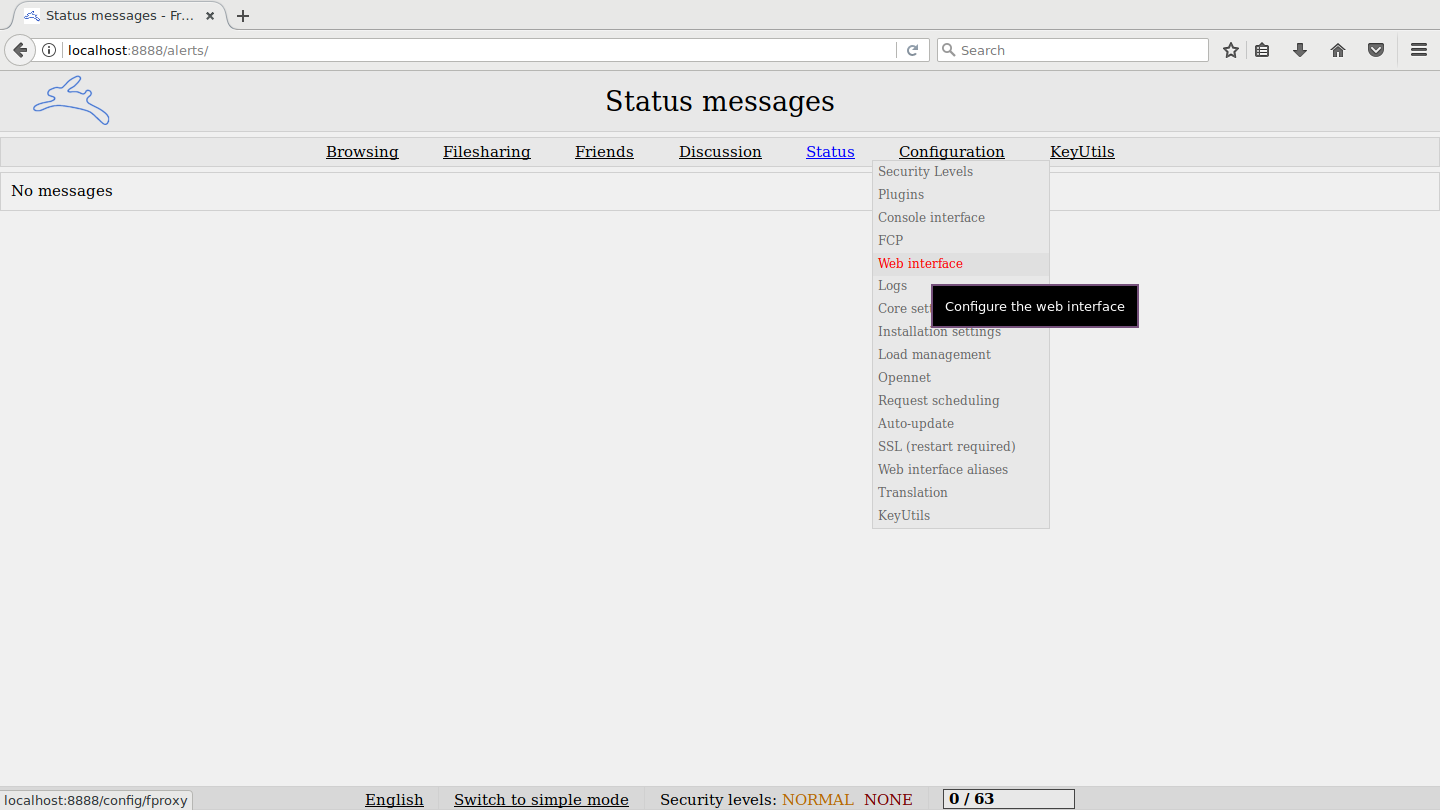 Status messages - Fr...
localhost:8888/alerts/
Search
Status messages
Browsing Filesharing Friends Discussion Status Configuration KeyUtils
No messages
Security Levels
Plugins
Console interface
FCP
Web interface
Logs
Configure the web interface
Core sett
Installation settings
Load management
Opennet
Request scheduling
Auto-update
SSL (restart required)
Web interface aliases
Translation
KeyUtils
localhost:8888/config/fproxy
English Switch to simple mode Security levels: NORMAL NONE 0 / 63